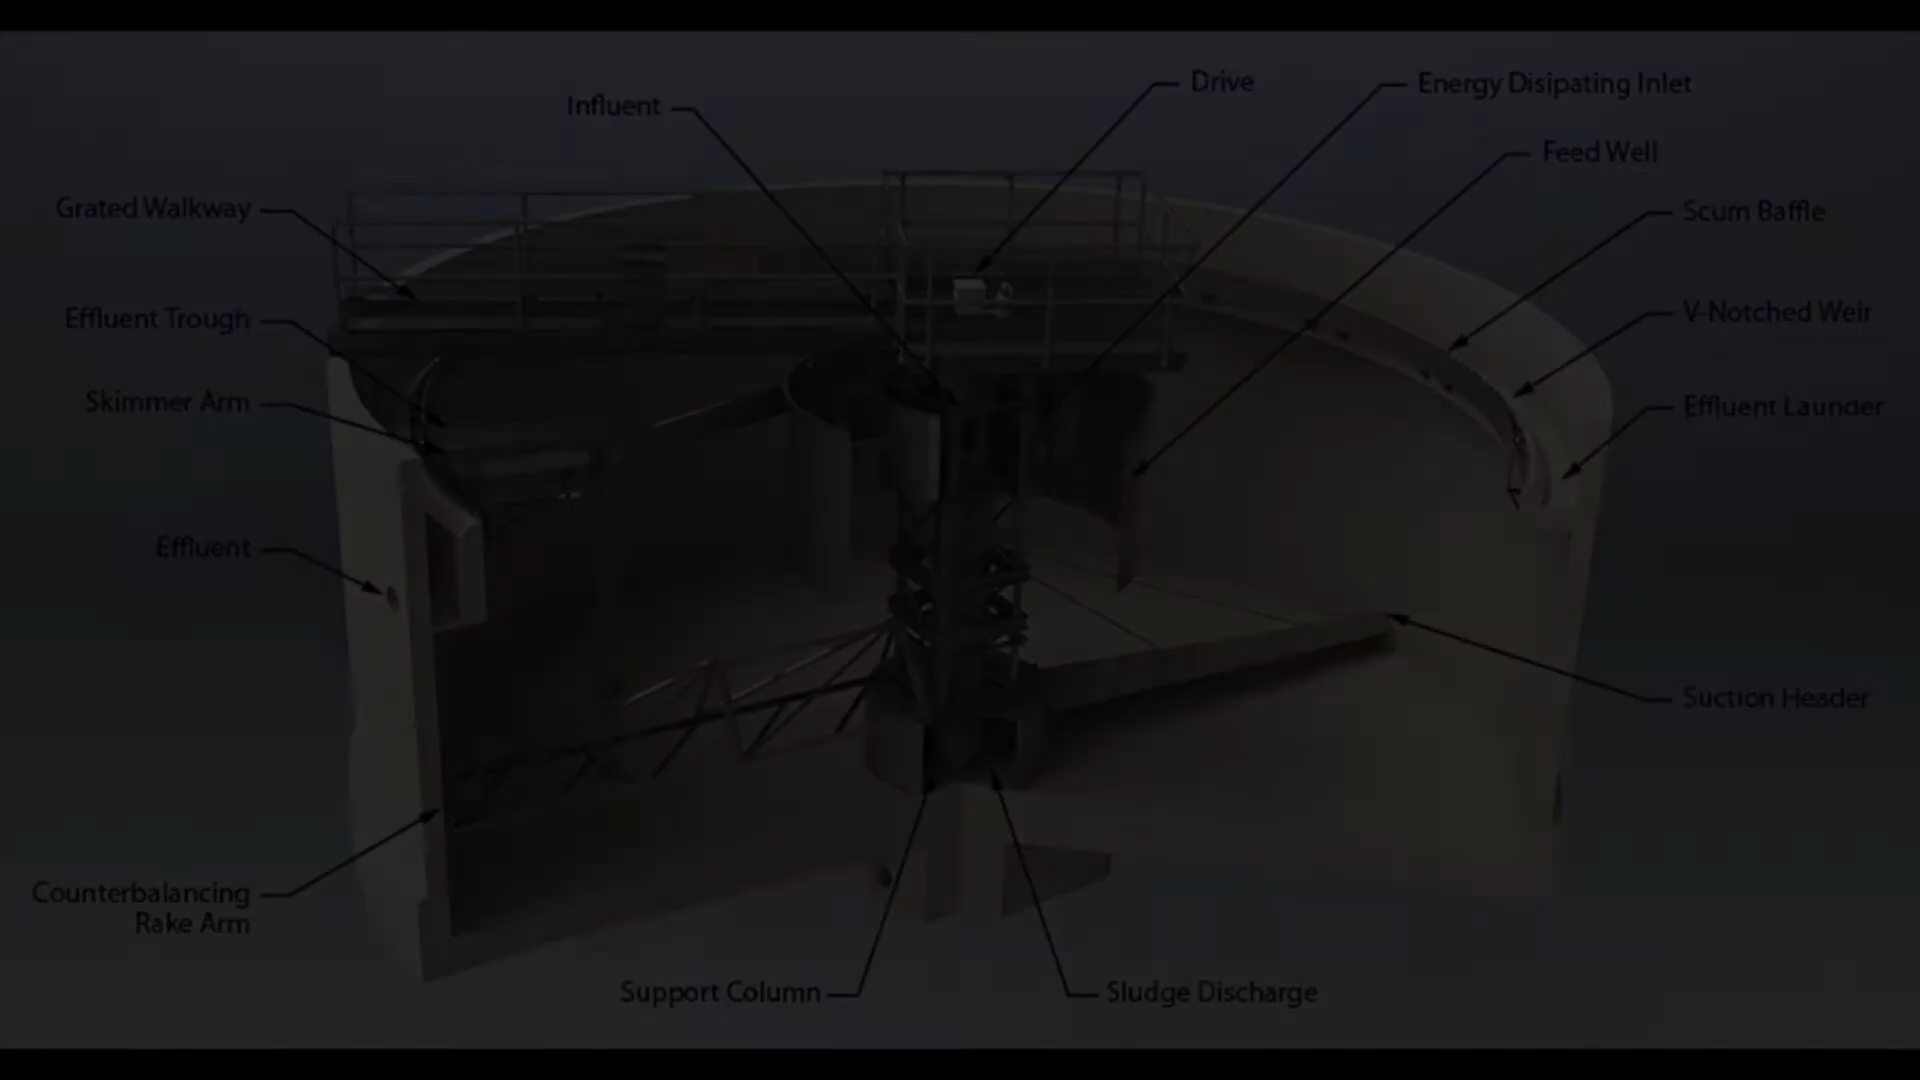 Drive
Energy Disipating Inlet
Influent
Feed Well
Grated Walkway
Scum Baffle
Effluent Trough
V-Notched Weir
Skimmer Arm
Effluent Launder
Effluent
Suction Header
Counterbalancing
Rake Arm
Support Column
Sludge Discharge